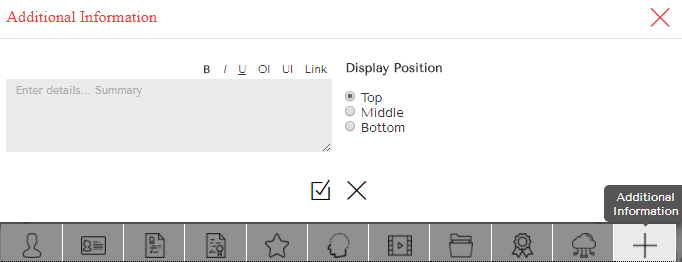 Additional Information
B I U Ol Ul Link
Enter details... Summary
Display Position
Top
Middle
Bottom
Additional
Information